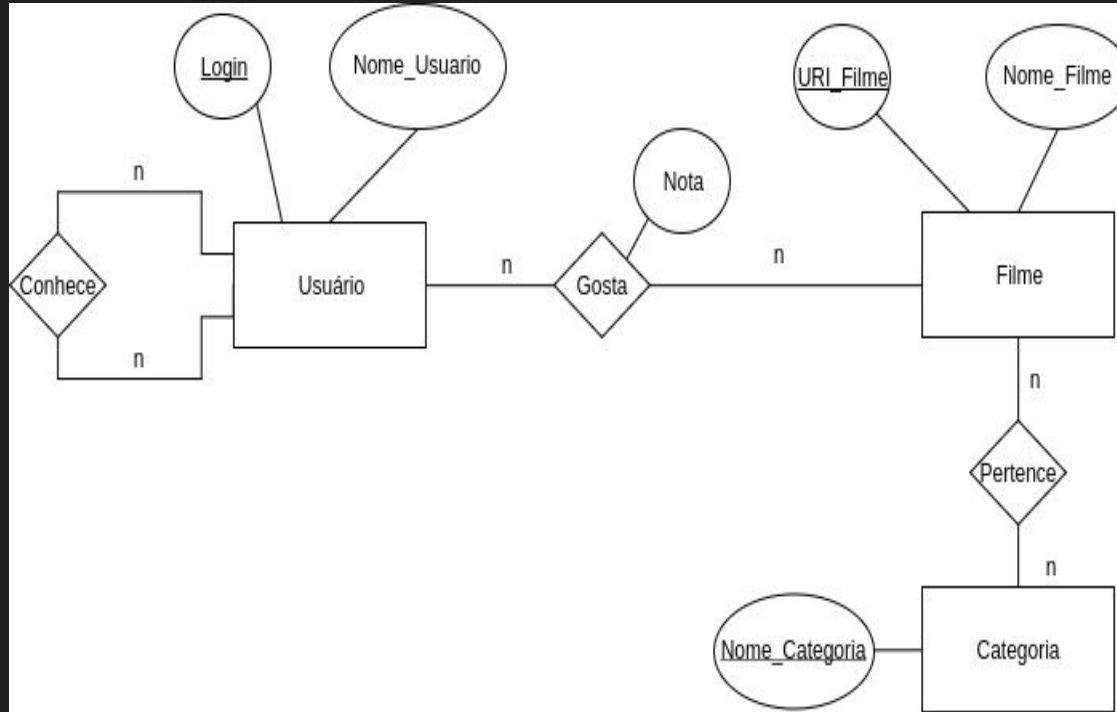 Login
Nome_Usuario
URI_Filme
Nome_Filme
Nota
n
Conhece
Usuário
n
Gosta
n
Filme
n
n
Pertence
n
Nome_Categoria
Categoria